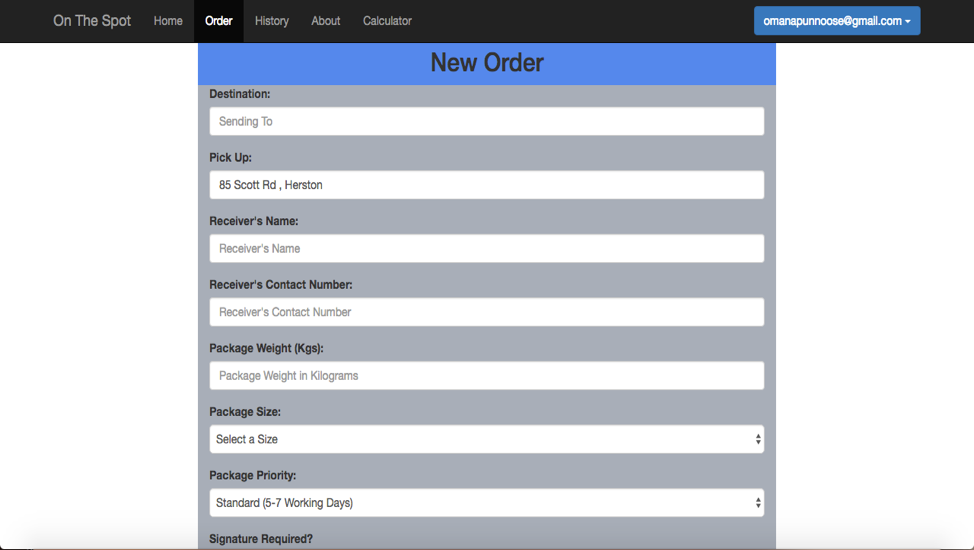 On The Spot Home Order History About Calculator omanapunnoose@gmail.com
New Order
Destination:
Sending To
Pick Up:
85 Scott Rd , Herston
Receiver's Name:
Receiver's Name
Receiver's Contact Number:
Receiver's Contact Number
Package Weight (Kgs):
Package Weight in Kilograms
Package Size:
Select a Size
Package Priority:
Standard (5-7 Working Days)
Signature Required?